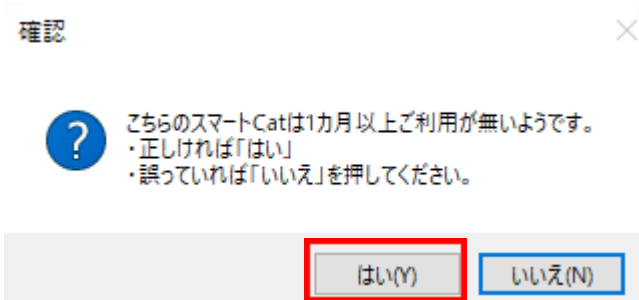 確認
?
こちらのスマートCatは1カ月以上ご利用が無いようです。
・正しければ「はい」
・誤っていれば「いいえ」を押してください。
はい(Y)
いいえ(N)